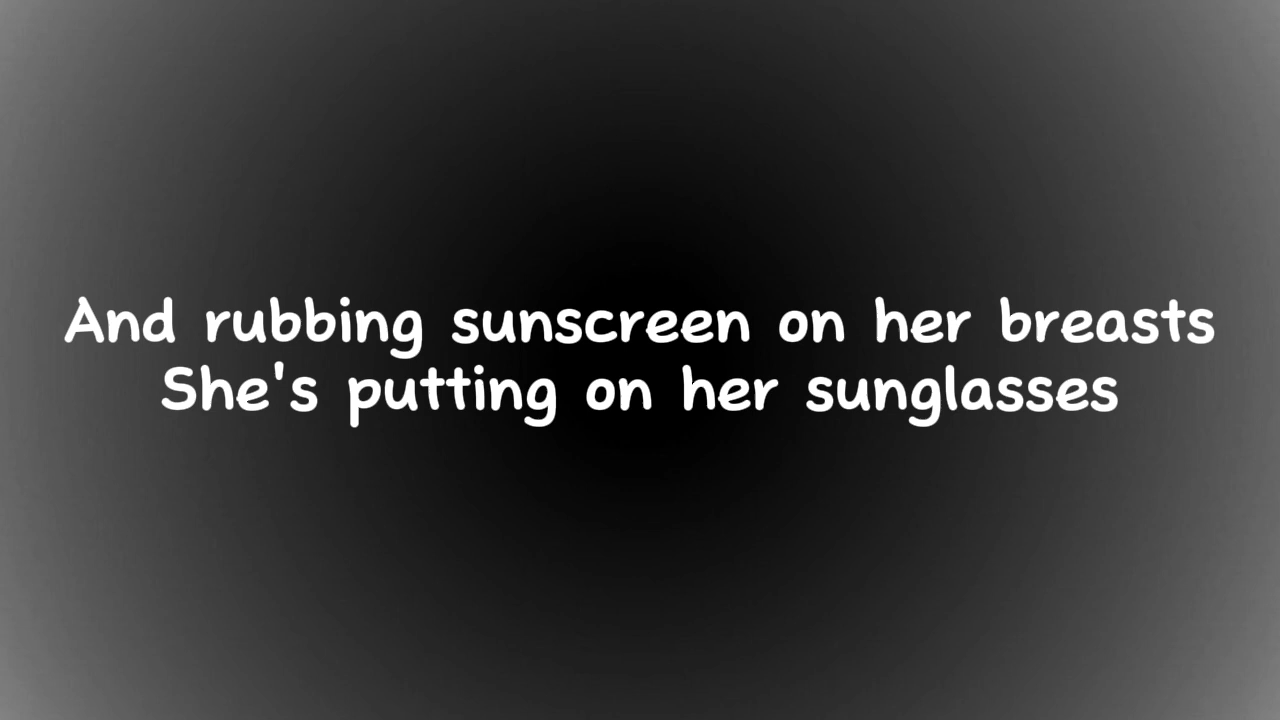 And rubbing sunscreen on her breasts
She's putting on her sunglasses